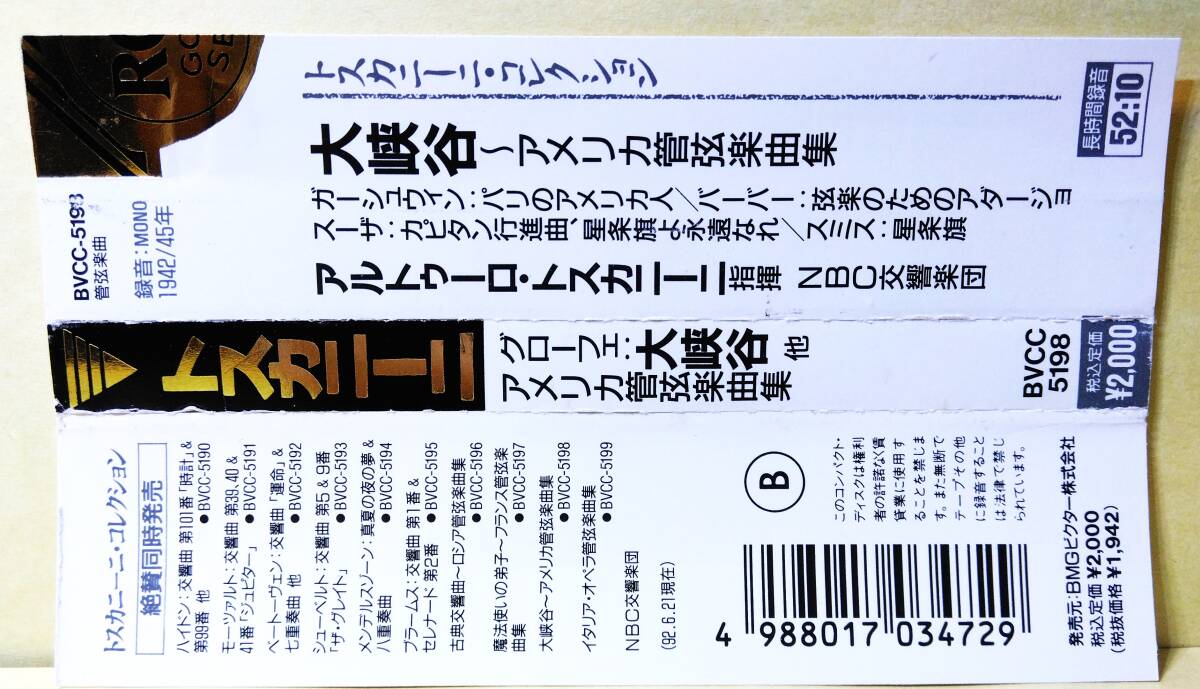 GO
SE
トスカニーニ・コレクション
大峡谷～アメリカ管弦楽曲集
ガーシュウィン：パリのアメリカ人／バーバー：弦楽のためのアダージョ
スーザ：カピタン行進曲、星条旗よ永遠なれ／スミス：星条旗
アルトゥーロ・トスカニーニ指揮 NBC交響楽団
長時間録音
52:10
BVCC-5198
管弦楽曲
録音：MONO
1942/45年
トスカニーニ
グローフェ：大峡谷 他
アメリカ管弦楽曲集
BVCC
5198
税込定価
¥2,000
トスカニーニ・コレクション
絶賛同時発売
ハイドン：交響曲 第101番「時計」＆
第99番 他 ●BVCC-5190
モーツァルト：交響曲 第39、40＆
41番「ジュピター」 ●BVCC-5191
ベートーヴェン：交響曲「運命」＆
七重奏曲 他 ●BVCC-5192
シューベルト：交響曲 第5＆9番
「ザ・グレイト」 ●BVCC-5193
メンデルスゾーン：真夏の夜の夢＆
八重奏曲 ●BVCC-5194
ブラームス：交響曲 第1番＆
セレナード 第2番 ●BVCC-5195
古典交響曲～ロシア管弦楽曲集
●BVCC-5196
魔法使いの弟子～フランス管弦楽
曲集 ●BVCC-5197
大峡谷～アメリカ管弦楽曲集
●BVCC-5198
イタリア・オペラ管弦楽曲集
●BVCC-5199
NBC交響楽団
('92.6.21現在)
B
このコンパクト・
ディスクは権利
者の許諾なく賃
貸業に使用す
ることを禁じま
す。また無断で
テープその他
に録音すること
は法律で禁じ
られています。
4 988017 034729
発売元：BMGビクター株式会社
税込定価 ¥2,000
(税抜価格 ¥1,942)